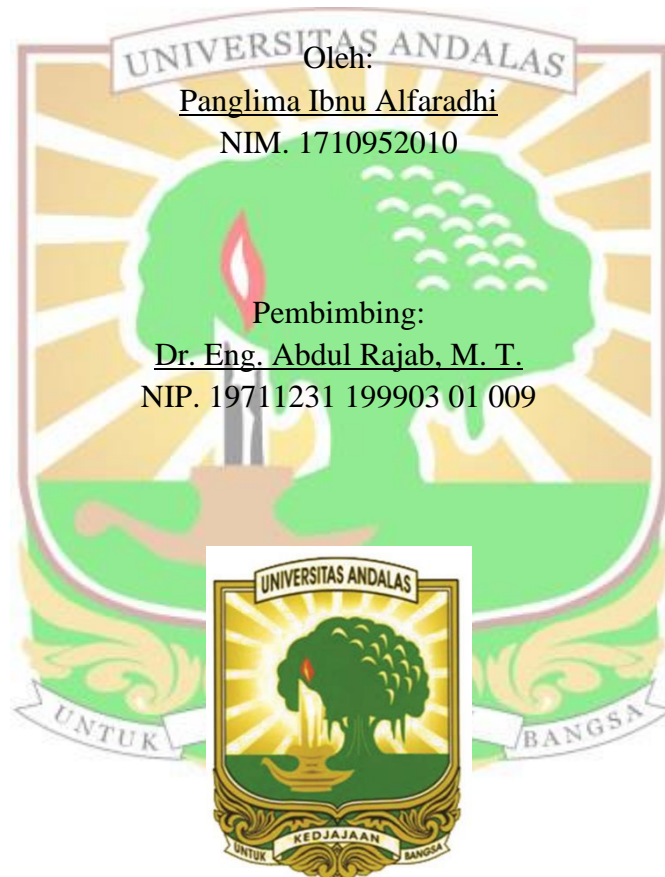 UNIVERSITAS ANDALAS
Oleh:
Panglima Ibnu Alfaradhi
NIM. 1710952010
Pembimbing:
Dr. Eng. Abdul Rajab, M. T.
NIP. 19711231 199903 01 009
UNIVERSITAS ANDALAS
UNTUK BANGSA
UNTUK KEDJAJAAN BANGSA